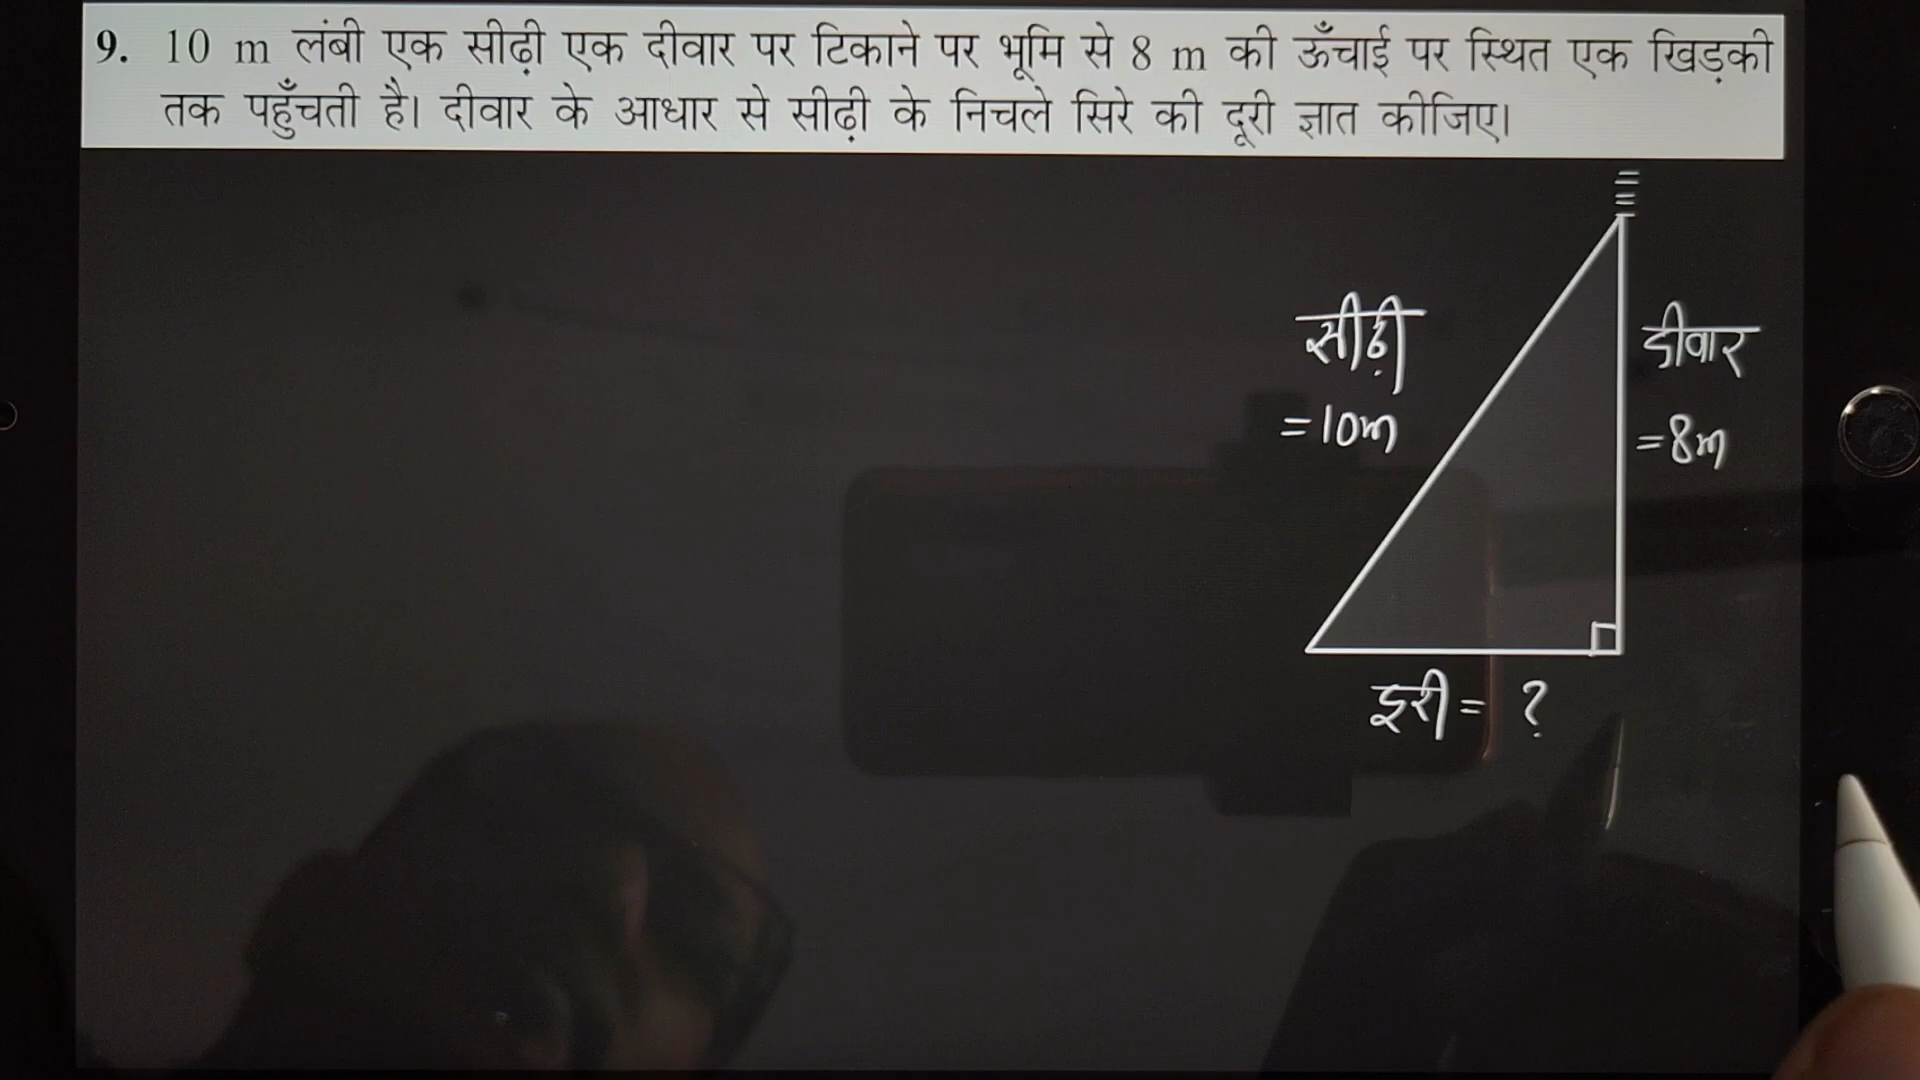 9. 10 m लंबी एक सीढ़ी एक दीवार पर टिकाने पर भूमि से 8 m की ऊँचाई पर स्थित एक खिड़की
तक पहुँचती है। दीवार के आधार से सीढ़ी के निचले सिरे की दूरी ज्ञात कीजिए।
सीढ़ी
=10m
दीवार
=8m
दूरी = ?